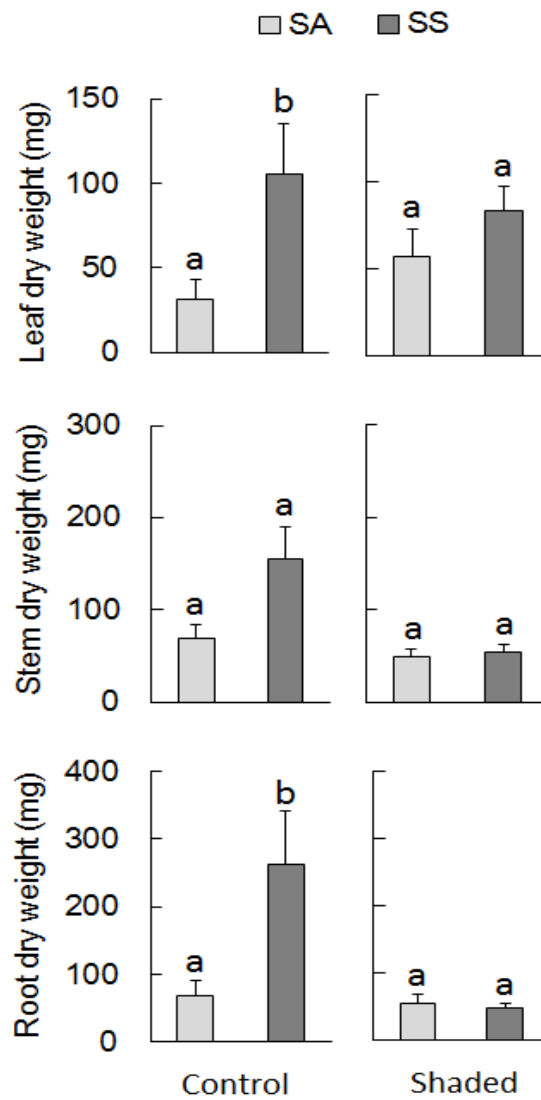 SA SS
Leaf dry weight (mg)
150
100
50
0
a b
a a
Stem dry weight (mg)
300
200
100
0
a a
a a
Root dry weight (mg)
400
300
200
100
0
a b
a a
Control Shaded